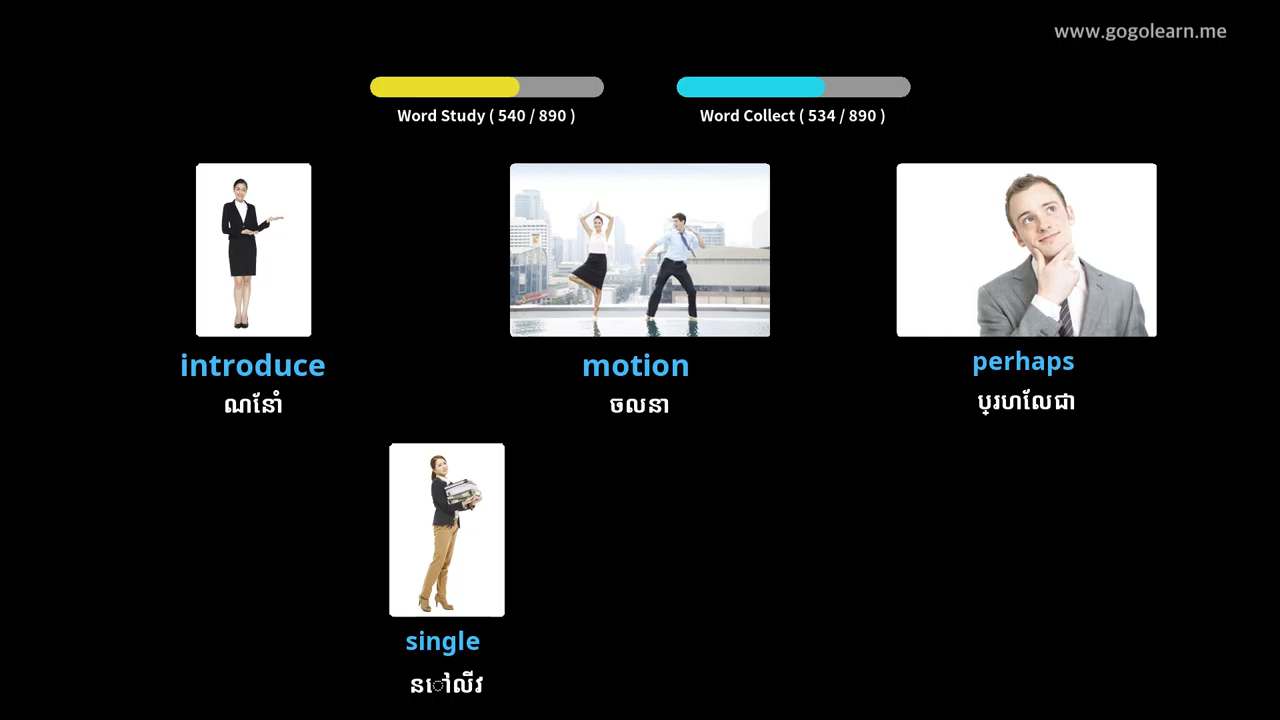 www.gogolearn.me
Word Study ( 540 / 890 )
Word Collect ( 534 / 890 )
introduce
ណែនាំ
motion
ចលនា
perhaps
ប្រហែលជា
single
នៅលីវ